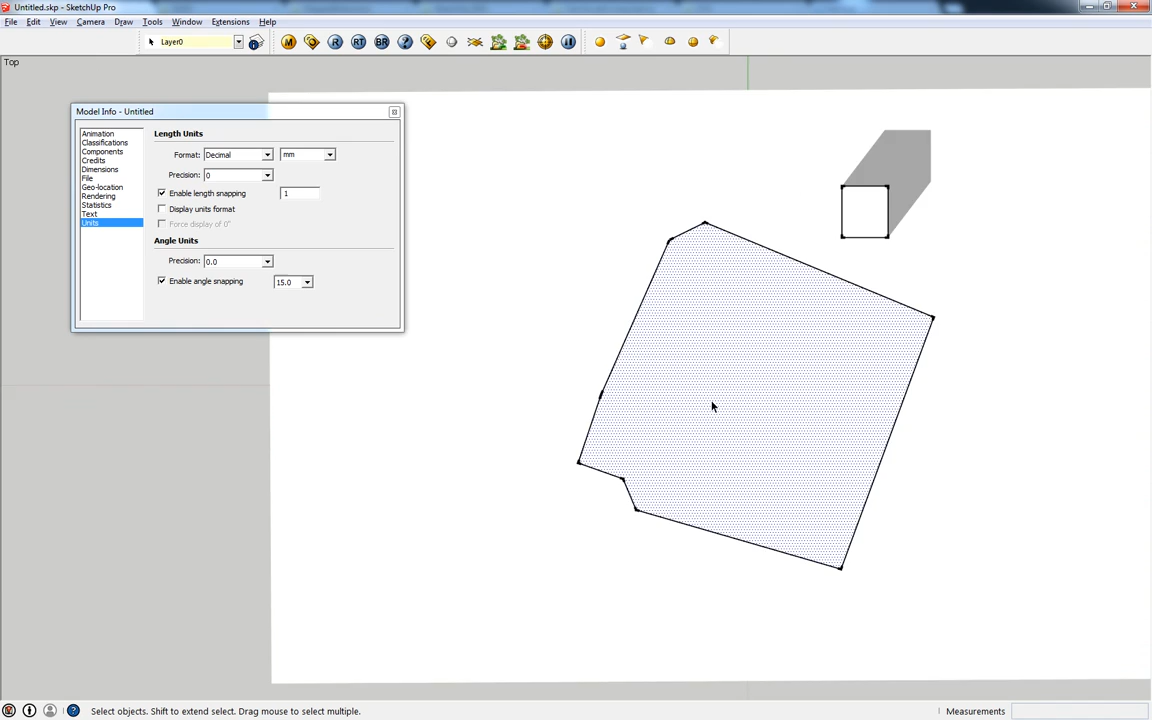 Untitled.skp - SketchUp Pro
File Edit View Camera Draw Tools Window Extensions Help
Layer0 M R RT BR ?
Top
Model Info - Untitled
Animation
Classifications
Components
Credits
Dimensions
File
Geo-location
Rendering
Statistics
Text
Units
Length Units
Format: Decimal mm
Precision: 0
Enable length snapping 1
Display units format
Force display of 0"
Angle Units
Precision: 0.0
Enable angle snapping 15.0
Select objects. Shift to extend select. Drag mouse to select multiple. Measurements